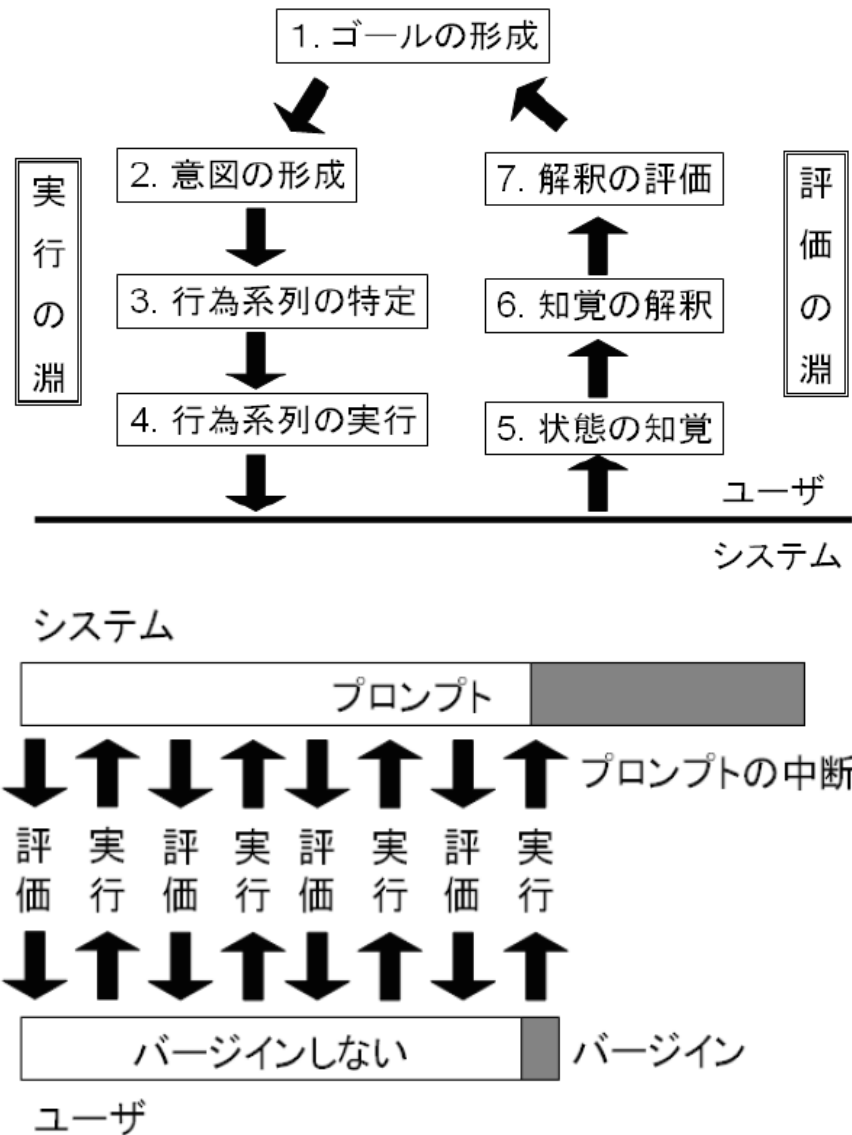 1. ゴールの形成
実行の淵
2. 意図の形成
3. 行為系列の特定
4. 行為系列の実行
7. 解釈の評価
6. 知覚の解釈
5. 状態の知覚
評価の淵
ユーザ
システム
システム
プロンプト
プロンプトの中断
評価
実行
評価
実行
評価
実行
評価
実行
バージインしない
バージイン
ユーザ